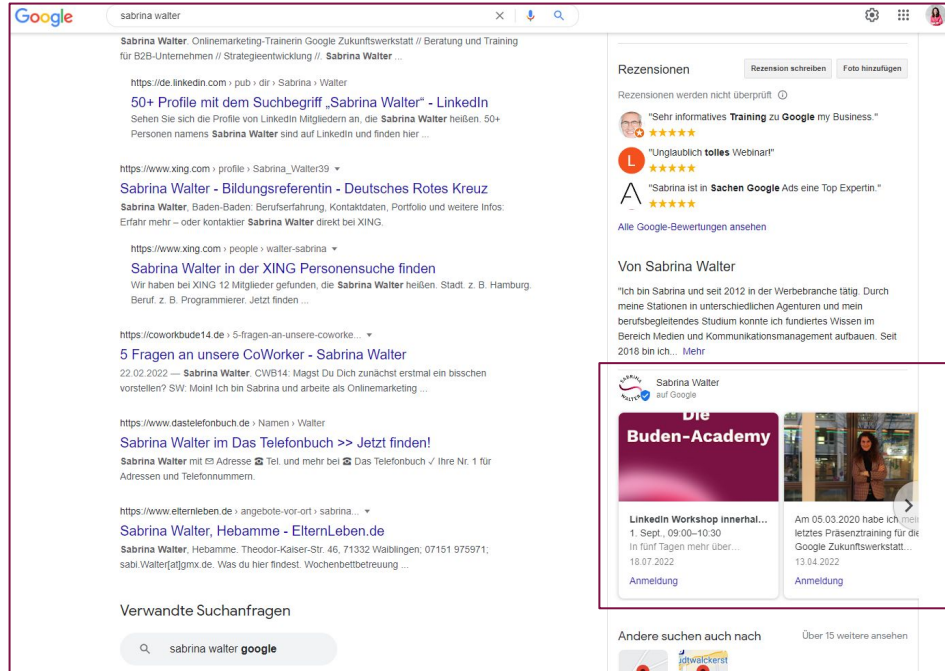 Google
sabrina walter
Sabrina Walter. Onlinemarketing-Trainerin Google Zukunftswerkstatt // Beratung und Training
für B2B-Unternehmen // Strategieentwicklung //. Sabrina Walter ...
https://de.linkedin.com › pub › dir › Sabrina › Walter
50+ Profile mit dem Suchbegriff „Sabrina Walter“ - LinkedIn
Sehen Sie sich die Profile von LinkedIn Mitgliedern an, die Sabrina Walter heißen. 50+
Personen namens Sabrina Walter sind auf LinkedIn und finden hier ...
https://www.xing.com › profile › Sabrina_Walter39
Sabrina Walter - Bildungsreferentin - Deutsches Rotes Kreuz
Sabrina Walter, Baden-Baden: Berufserfahrung, Kontaktdaten, Portfolio und weitere Infos:
Erfahr mehr – oder kontaktier Sabrina Walter direkt bei XING.
https://www.xing.com › people › walter-sabrina
Sabrina Walter in der XING Personensuche finden
Wir haben bei XING 12 Mitglieder gefunden, die Sabrina Walter heißen. Stadt. z. B. Hamburg.
Beruf. z. B. Programmierer. Jetzt finden ...
https://coworkbude14.de › 5-fragen-an-unsere-coworke...
5 Fragen an unsere CoWorker - Sabrina Walter
22.02.2022 — Sabrina Walter. CWB14: Magst Du Dich zunächst erstmal ein bisschen
vorstellen? SW: Moin! Ich bin Sabrina und arbeite als Onlinemarketing ...
https://www.dastelefonbuch.de › Namen › Walter
Sabrina Walter im Das Telefonbuch >> Jetzt finden!
Sabrina Walter mit ✉ Adresse ☎ Tel. und mehr bei ☎ Das Telefonbuch √ Ihre Nr. 1 für
Adressen und Telefonnummern.
https://www.elternleben.de › angebote-vor-ort › sabrina...
Sabrina Walter, Hebamme - ElternLeben.de
Sabrina Walter, Hebamme. Theodor-Kaiser-Str. 46, 71332 Waiblingen; 07151 975971;
sabi.Walter[at]gmx.de. Was du hier findest. Wochenbettbetreuung ...
Verwandte Suchanfragen
sabrina walter google
Rezensionen
Rezension schreiben
Foto hinzufügen
Rezensionen werden nicht überprüft
"Sehr informatives Training zu Google my Business."
L
"Unglaublich tolles Webinar!"
"Sabrina ist in Sachen Google Ads eine Top Expertin."
Alle Google-Bewertungen ansehen
Von Sabrina Walter
"Ich bin Sabrina und seit 2012 in der Werbebranche tätig. Durch
meine Stationen in unterschiedlichen Agenturen und mein
berufsbegleitendes Studium konnte ich fundiertes Wissen im
Bereich Medien und Kommunikationsmanagement aufbauen. Seit
2018 bin ich... Mehr
SABRINA
WALTER
Sabrina Walter
auf Google
Die
Buden-Academy
LinkedIn Workshop innerhal...
1. Sept., 09:00–10:30
In fünf Tagen mehr über...
18.07.2022
Anmeldung
Am 05.03.2020 habe ich mein
letztes Präsenztraining für die
Google Zukunftswerkstatt...
13.04.2022
Anmeldung
Andere suchen auch nach
Über 15 weitere ansehen